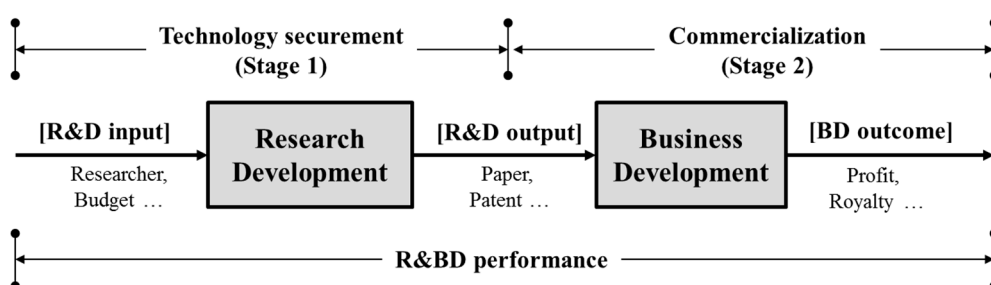 Technology securement
(Stage 1)
Commercialization
(Stage 2)
[R&D input]
Researcher,
Budget …
Research
Development
[R&D output]
Paper,
Patent …
Business
Development
[BD outcome]
Profit,
Royalty …
R&BD performance